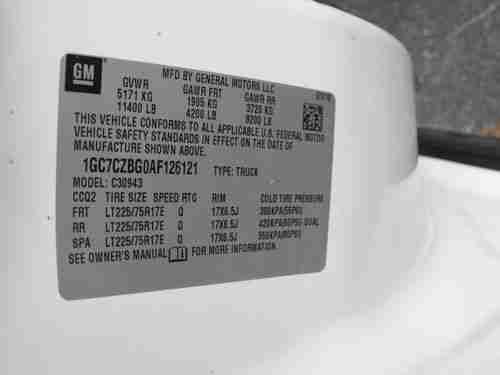 GM
MFD BY GENERAL MOTORS LLC
GVWR GAWR FRT GAWR RR
5171 KG 1905 KG 3720 KG
11400 LB 4200 LB 8200 LB
THIS VEHICLE CONFORMS TO ALL APPLICABLE U.S. FEDERAL MOTOR
VEHICLE SAFETY STANDARDS IN EFFECT ON THE DATE OF
MANUFACTURE SHOWN ABOVE.
1GC7CZBG0AF126121 TYPE: TRUCK
MODEL: C30943
CCQ2 TIRE SIZE SPEED RTG RIM COLD TIRE PRESSURE
FRT LT225/75R17E Q 17X6.5J
RR LT225/75R17E Q 17X6.5J DUAL
SPA LT225/75R17E Q 17X6.5J
SEE OWNER'S MANUAL FOR MORE INFORMATION.